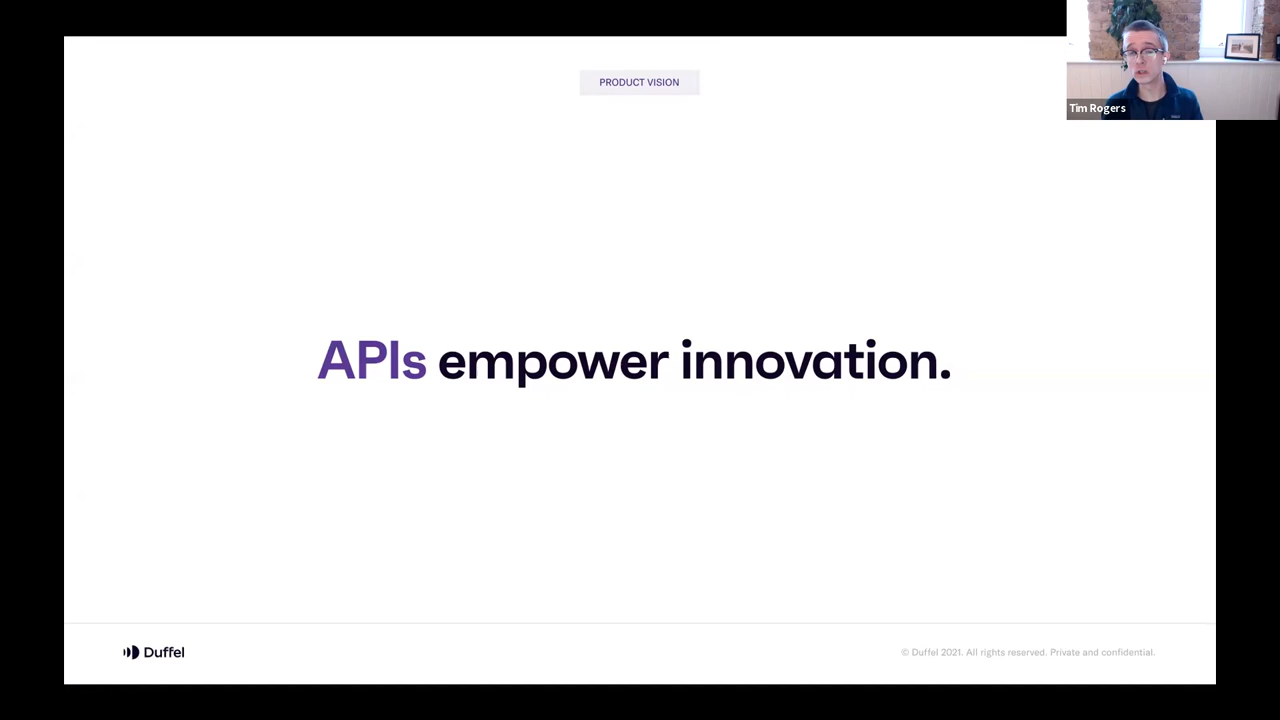 PRODUCT VISION
Tim Rogers
APIs empower innovation.
Duffel
© Duffel 2021. All rights reserved. Private and confidential.